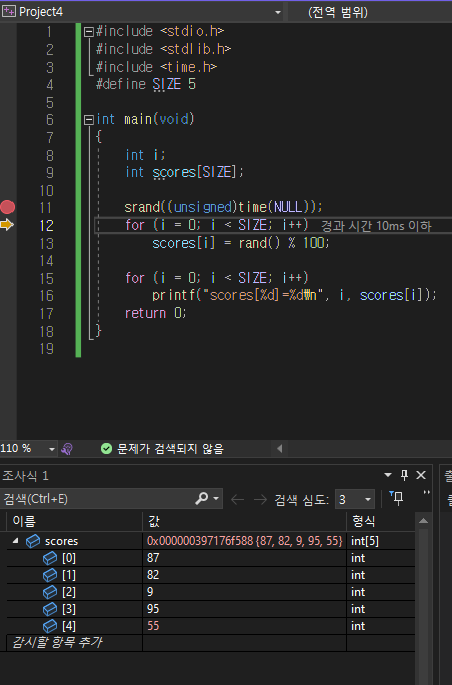 Project4 (전역 범위)
1 #include <stdio.h>
2 #include <stdlib.h>
3 #include <time.h>
4 #define SIZE 5
5
6 int main(void)
7 {
8 int i;
9 int scores[SIZE];
10
11 srand((unsigned)time(NULL));
12 for (i = 0; i < SIZE; i++) 경과 시간 10ms 이하
13 scores[i] = rand() % 100;
14
15 for (i = 0; i < SIZE; i++)
16 printf("scores[%d]=%d₩n", i, scores[i]);
17 return 0;
18 }
19
110 % 문제가 검색되지 않음
조사식 1
검색(Ctrl+E) 검색 심도: 3
이름 값 형식
scores 0x000000397176f588 {87, 82, 9, 95, 55} int[5]
[0] 87 int
[1] 82 int
[2] 9 int
[3] 95 int
[4] 55 int
감시할 항목 추가